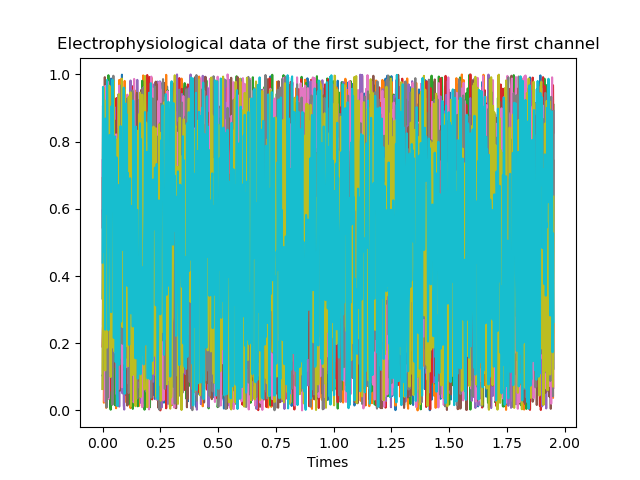 Electrophysiological data of the first subject, for the first channel
1.0
0.8
0.6
0.4
0.2
0.0
0.00 0.25 0.50 0.75 1.00 1.25 1.50 1.75 2.00
Times